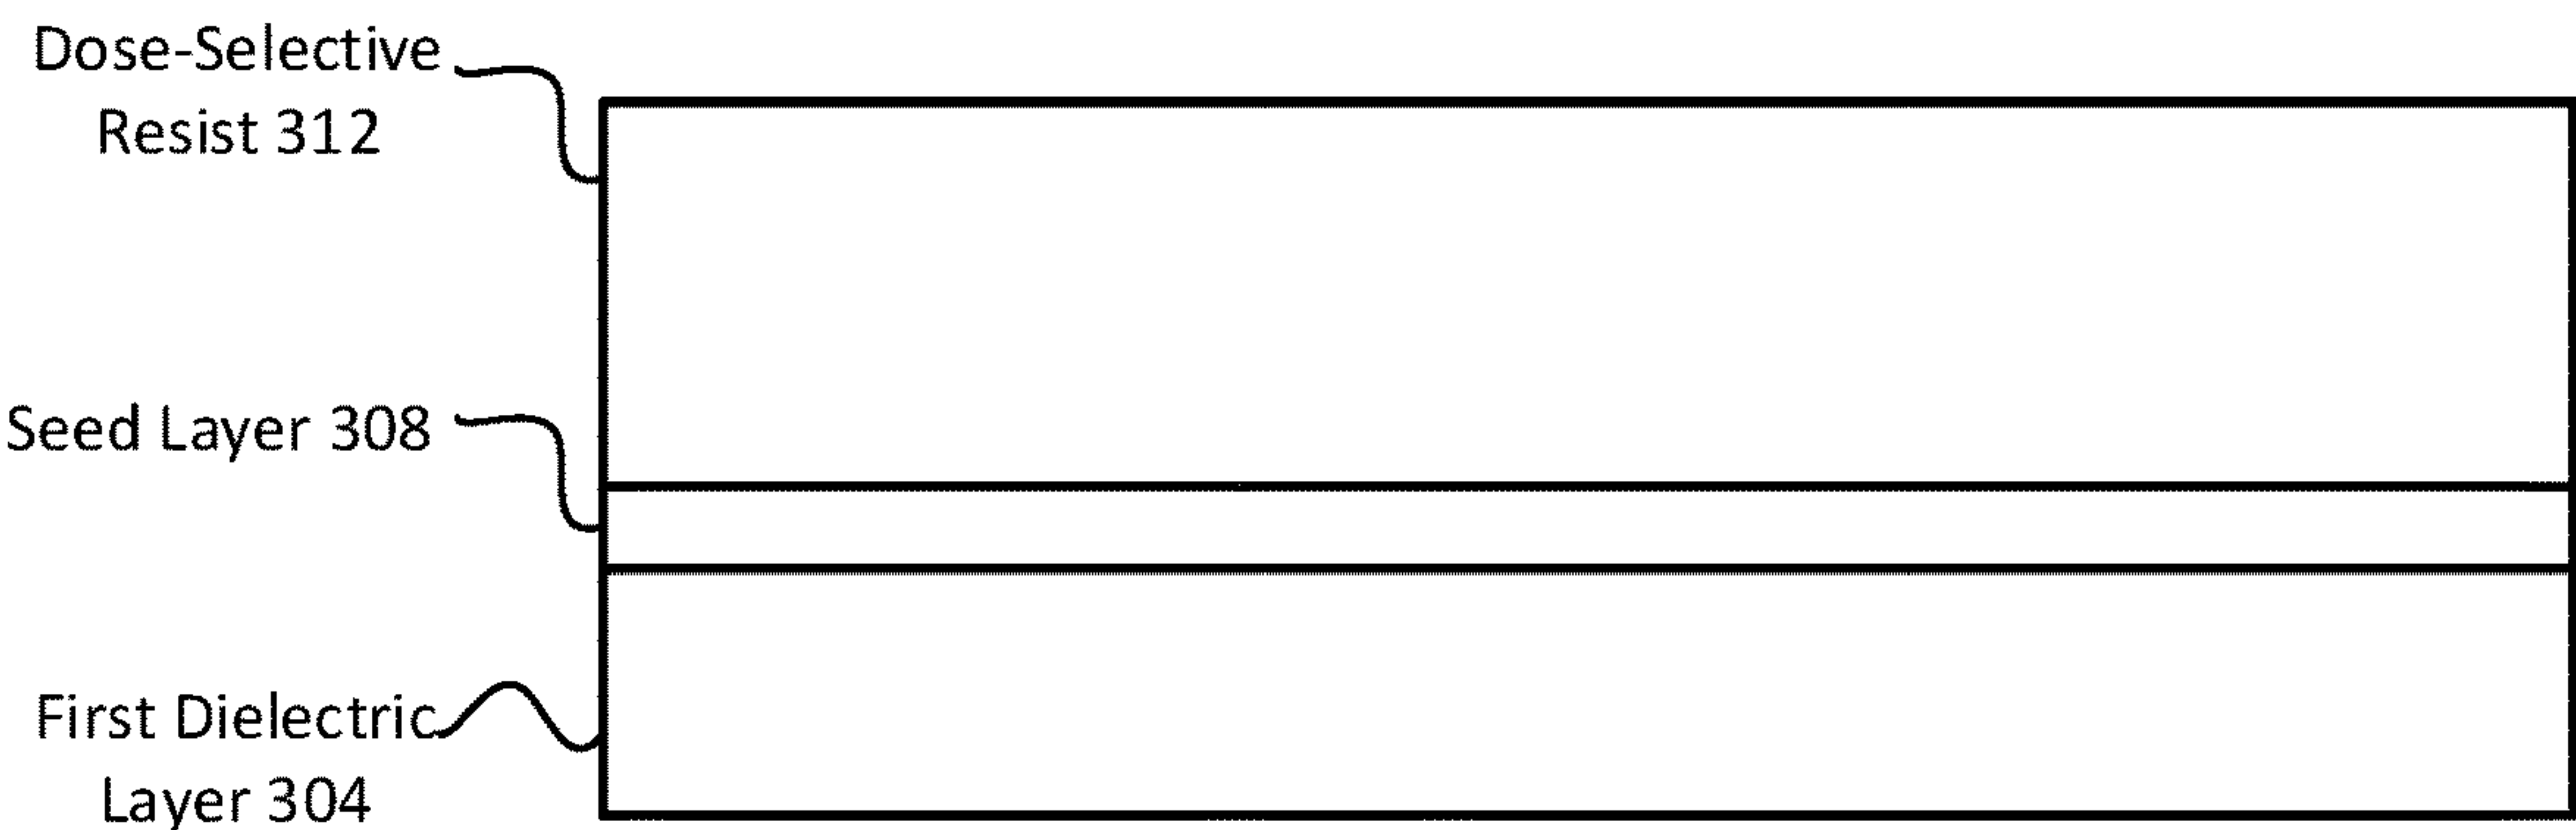 Dose-Selective
Resist 312
Seed Layer 308
First Dielectric
Layer 304